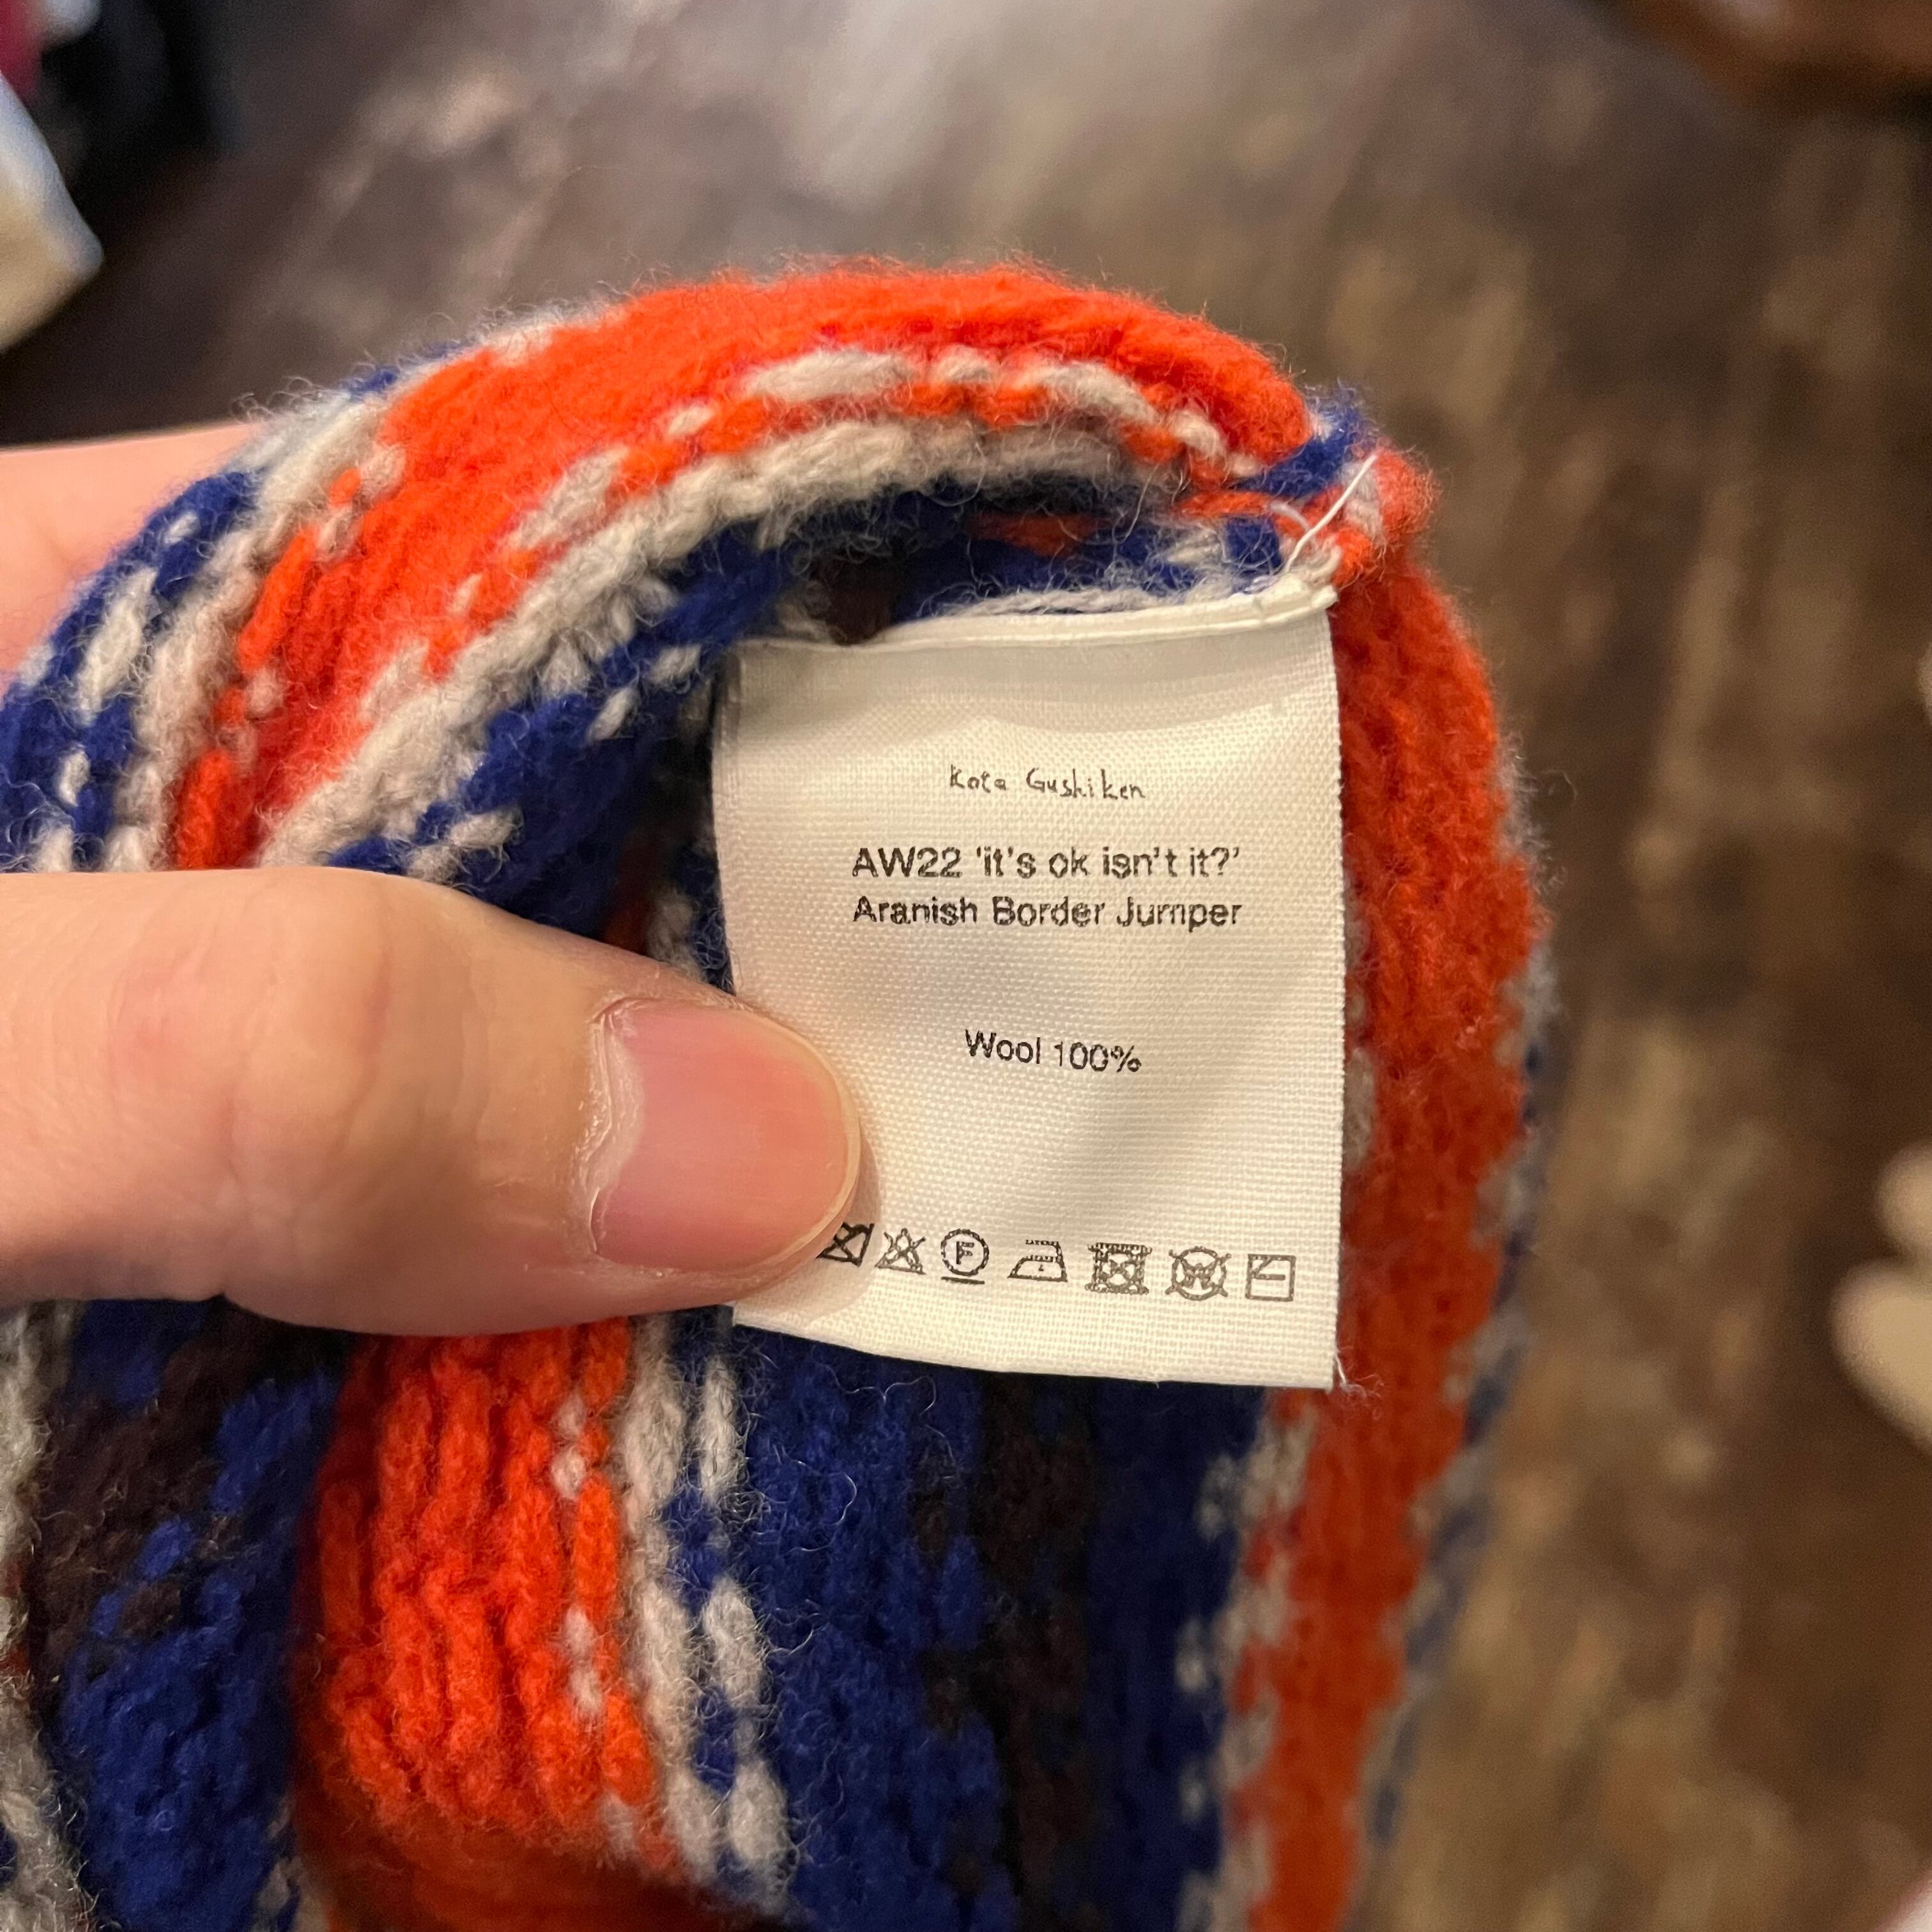 Kota Gushiken
AW22 'it's ok isn't it?'
Aranish Border Jumper
Wool 100%
F
W